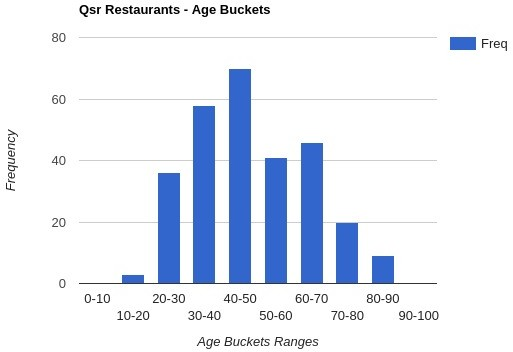 Qsr Restaurants - Age Buckets
80
Freq
60
Frequency
40
20
0
0-10 20-30 40-50 60-70 80-90
10-20 30-40 50-60 70-80 90-100
Age Buckets Ranges